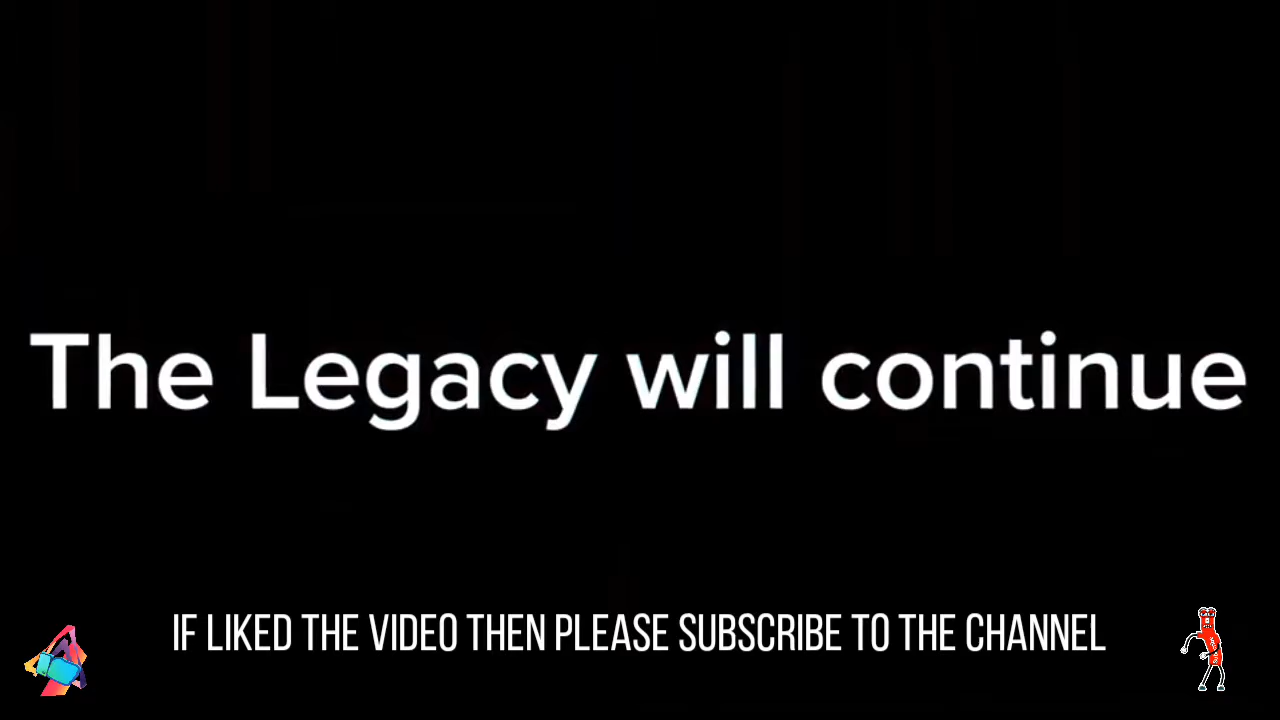 The Legacy will continue
IF LIKED THE VIDEO THEN PLEASE SUBSCRIBE TO THE CHANNEL